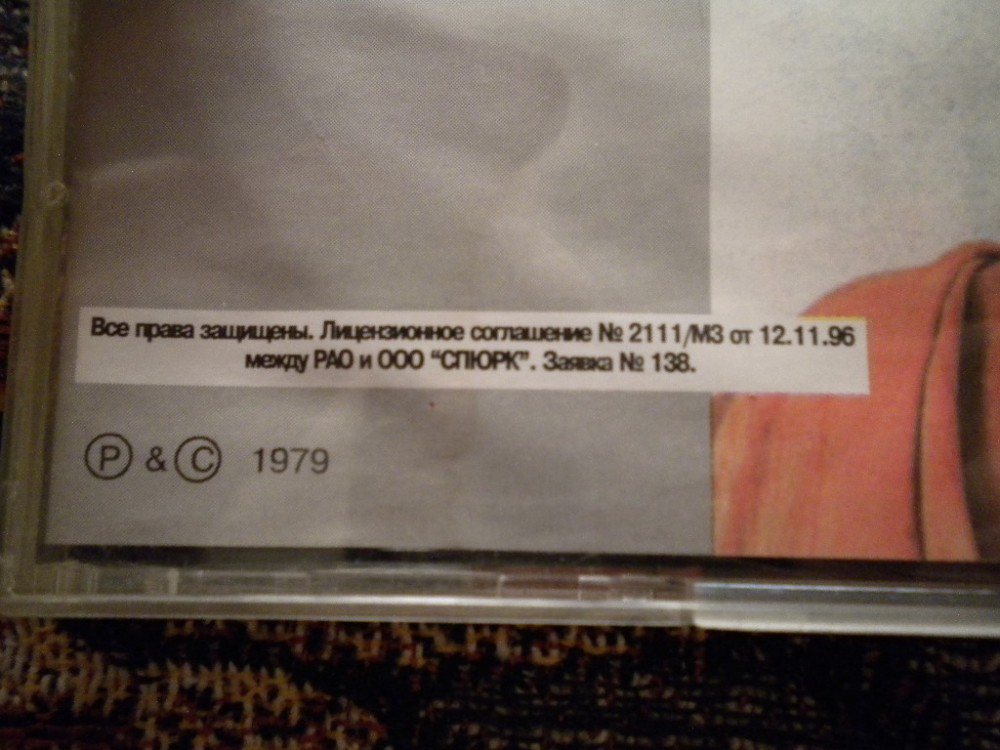 Все права защищены. Лицензионное соглашение № 2111/МЗ от 12.11.96
между РАО и ООО "СПЮРК". Заявка № 138.
Ⓟ & Ⓒ 1979